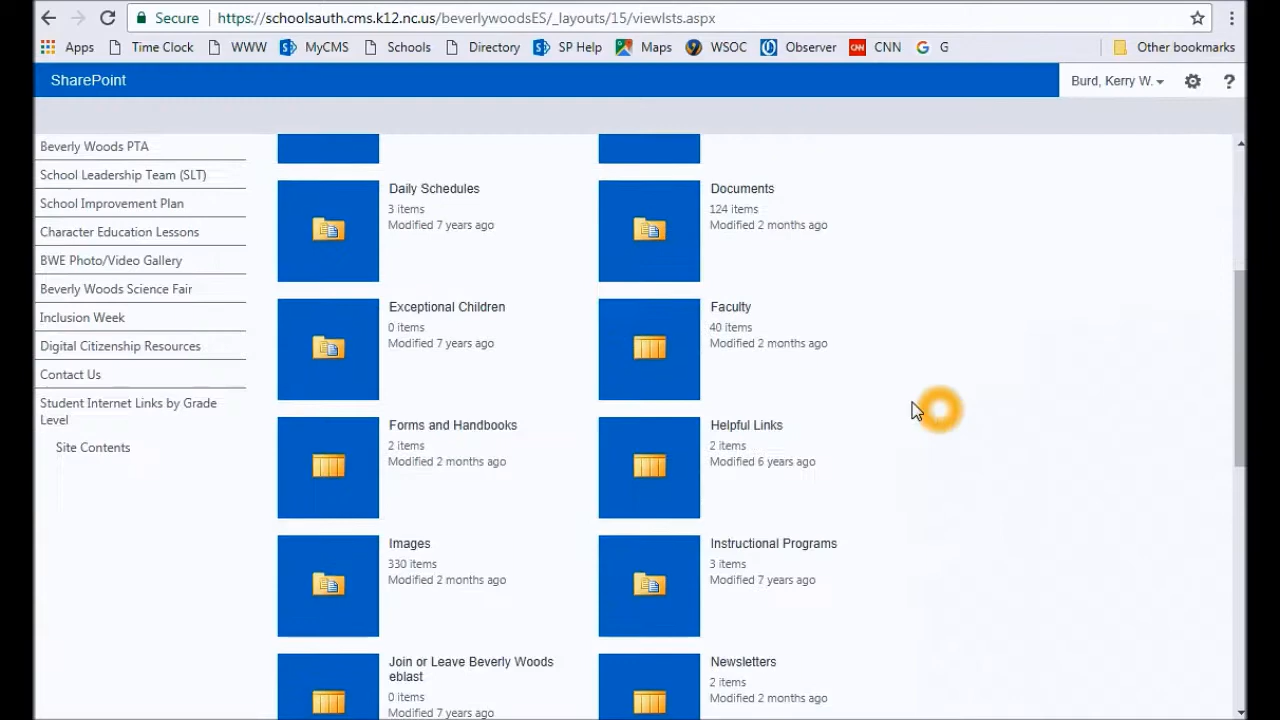 Secure https://schoolsauth.cms.k12.nc.us/beverlywoodsES/_layouts/15/viewlsts.aspx
Apps Time Clock WWW MyCMS Schools Directory SP Help Maps WSOC Observer CNN G Other bookmarks
SharePoint Burd, Kerry W. ?
Beverly Woods PTA
School Leadership Team (SLT)
School Improvement Plan
Character Education Lessons
BWE Photo/Video Gallery
Beverly Woods Science Fair
Inclusion Week
Digital Citizenship Resources
Contact Us
Student Internet Links by Grade
Level
Site Contents
Daily Schedules
3 items
Modified 7 years ago
Documents
124 items
Modified 2 months ago
Exceptional Children
0 items
Modified 7 years ago
Faculty
40 items
Modified 2 months ago
Forms and Handbooks
2 items
Modified 2 months ago
Helpful Links
2 items
Modified 6 years ago
Images
330 items
Modified 2 months ago
Instructional Programs
3 items
Modified 7 years ago
Join or Leave Beverly Woods
eblast
0 items
Modified 7 years ago
Newsletters
2 items
Modified 2 months ago